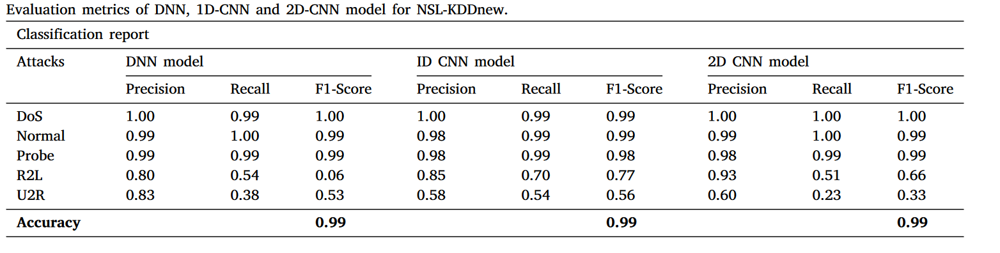 Evaluation metrics of DNN, 1D-CNN and 2D-CNN model for NSL-KDDnew.
Classification report
Attacks DNN model ID CNN model 2D CNN model
Precision Recall F1-Score Precision Recall F1-Score Precision Recall F1-Score
DoS 1.00 0.99 1.00 1.00 0.99 0.99 1.00 1.00 1.00
Normal 0.99 1.00 0.99 0.98 0.99 0.99 0.99 1.00 0.99
Probe 0.99 0.99 0.99 0.98 0.99 0.98 0.98 0.99 0.99
R2L 0.80 0.54 0.06 0.85 0.70 0.77 0.93 0.51 0.66
U2R 0.83 0.38 0.53 0.58 0.54 0.56 0.60 0.23 0.33
Accuracy 0.99 0.99 0.99